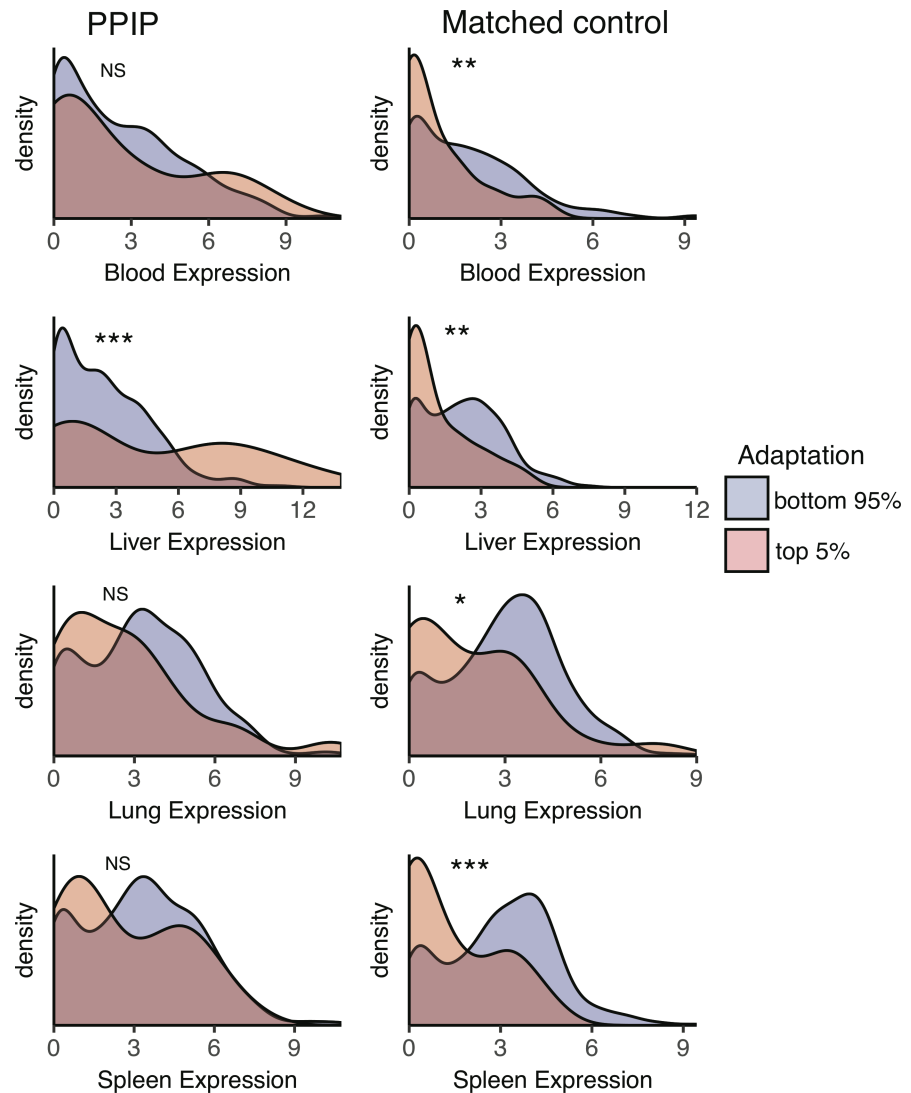 PPIP Matched control
NS **
density density
0 3 6 9 0 3 6 9
Blood Expression Blood Expression
*** **
density density
0 3 6 9 12 0 3 6 9 12
Liver Expression Liver Expression
Adaptation
bottom 95%
top 5%
NS *
density density
0 3 6 9 0 3 6 9
Lung Expression Lung Expression
NS ***
density density
0 3 6 9 0 3 6 9
Spleen Expression Spleen Expression